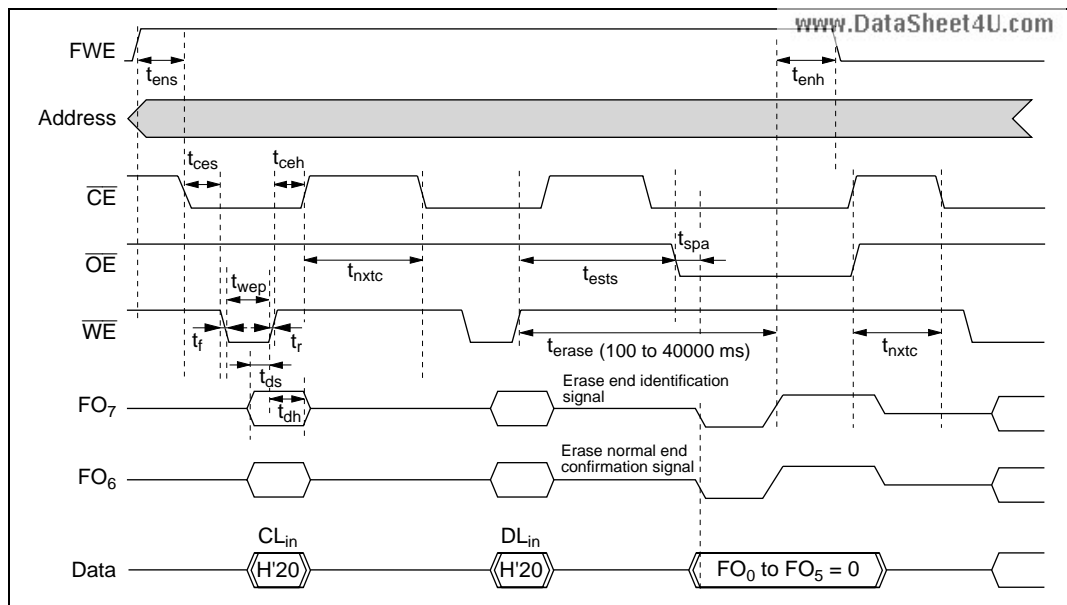 www.DataSheet4U.com
FWE
tens
tenh
Address
tces
tceh
CE
tspa
OE
tnxtc
tests
twep
WE
tf
tr
terase (100 to 40000 ms)
tnxtc
tds
Erase end identification
signal
FO7
tdh
Erase normal end
confirmation signal
FO6
CLin
DLin
Data
H'20
H'20
FO0 to FO5 = 0